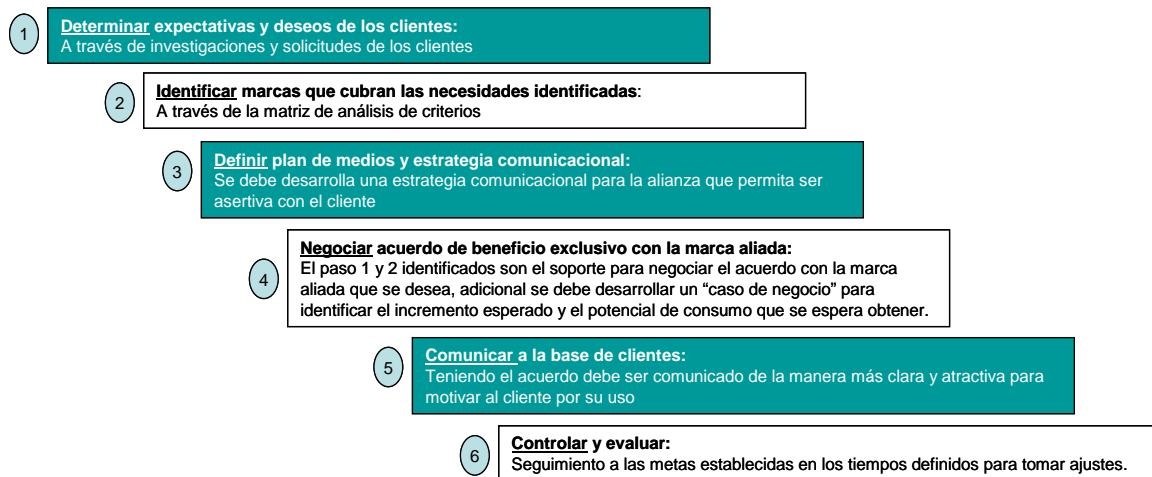 1
Determinar expectativas y deseos de los clientes:
A través de investigaciones y solicitudes de los clientes
2
Identificar marcas que cubran las necesidades identificadas:
A través de la matriz de análisis de criterios
3
Definir plan de medios y estrategia comunicacional:
Se debe desarrolla una estrategia comunicacional para la alianza que permita ser
asertiva con el cliente
4
Negociar acuerdo de beneficio exclusivo con la marca aliada:
El paso 1 y 2 identificados son el soporte para negociar el acuerdo con la marca
aliada que se desea, adicional se debe desarrollar un “caso de negocio” para
identificar el incremento esperado y el potencial de consumo que se espera obtener.
5
Comunicar a la base de clientes:
Teniendo el acuerdo debe ser comunicado de la manera más clara y atractiva para
motivar al cliente por su uso
6
Controlar y evaluar:
Seguimiento a las metas establecidas en los tiempos definidos para tomar ajustes.